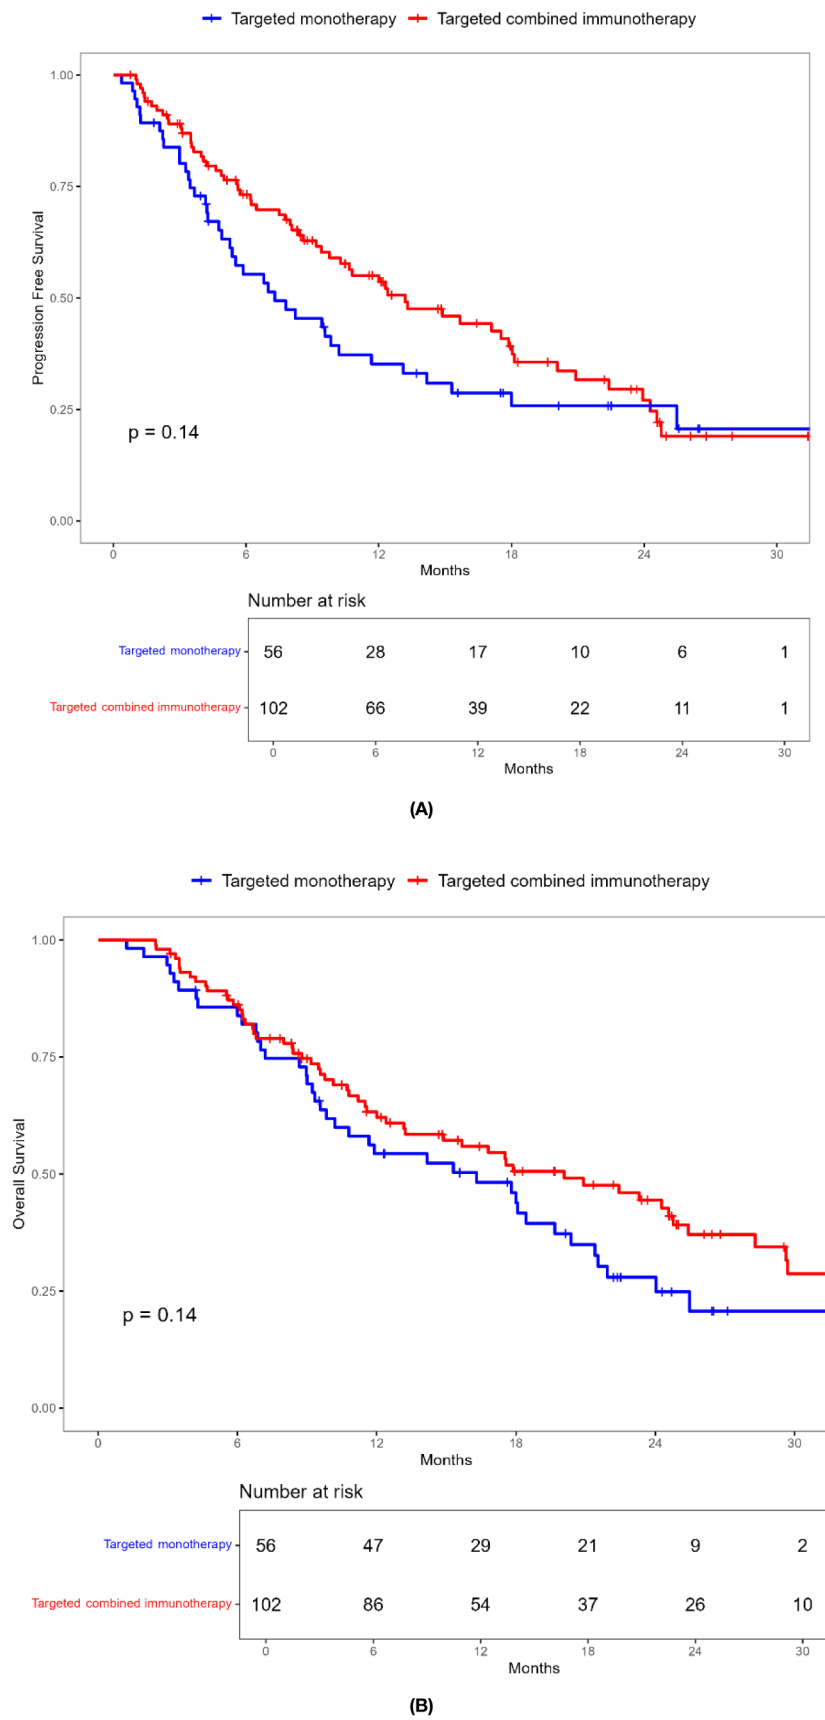 Targeted monotherapy Targeted combined immunotherapy
1.00
0.75
0.50
0.25
0.00
Progression Free Survival
p = 0.14
0 6 12 18 24 30
Months
Number at risk
Targeted monotherapy 56 28 17 10 6 1
Targeted combined immunotherapy 102 66 39 22 11 1
0 6 12 18 24 30
Months
(A)
Targeted monotherapy Targeted combined immunotherapy
1.00
0.75
0.50
0.25
0.00
Overall Survival
p = 0.14
0 6 12 18 24 30
Months
Number at risk
Targeted monotherapy 56 47 29 21 9 2
Targeted combined immunotherapy 102 86 54 37 26 10
0 6 12 18 24 30
Months
(B)